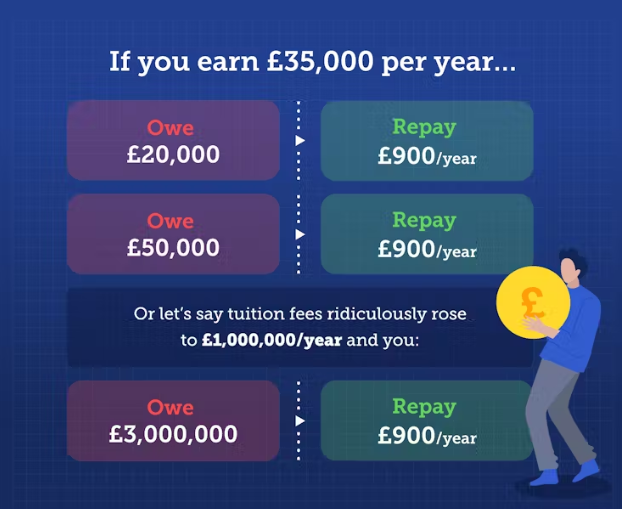 If you earn £35,000 per year...
Owe
£20,000
Repay
£900/year
Owe
£50,000
Repay
£900/year
Or let's say tuition fees ridiculously rose
to £1,000,000/year and you:
£
Owe
£3,000,000
Repay
£900/year